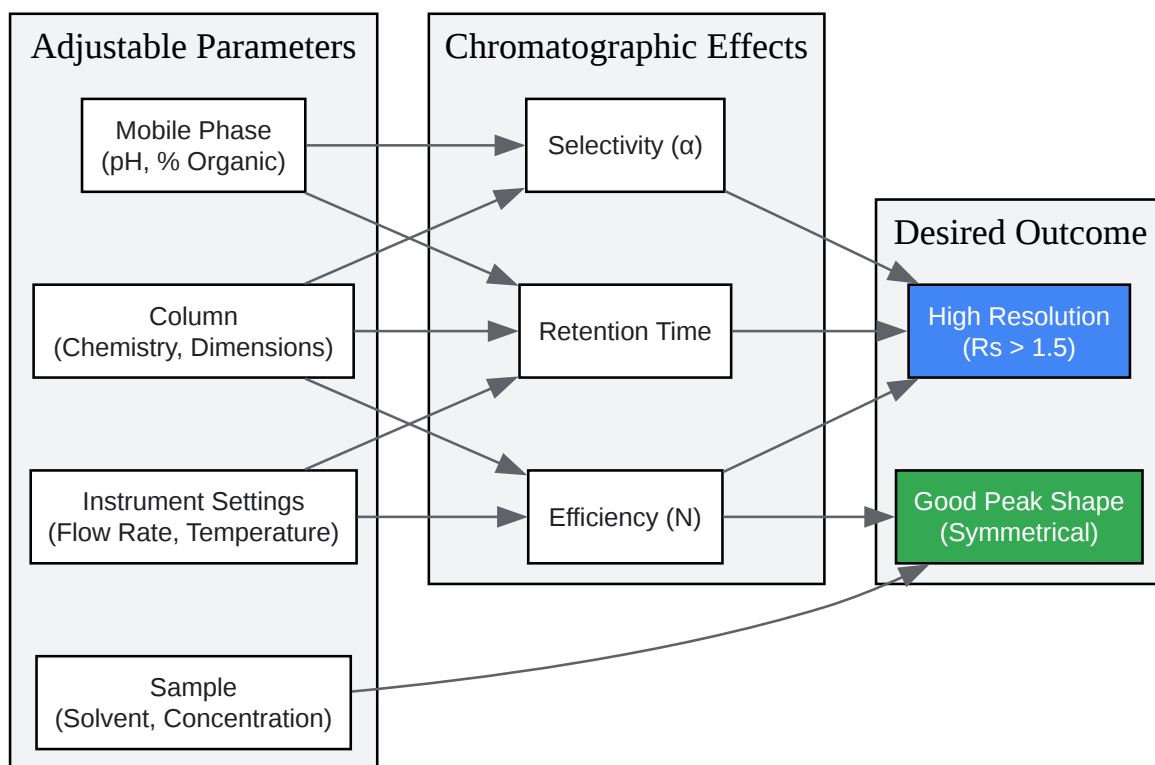 Adjustable Parameters
Mobile Phase
(pH, % Organic)
Column
(Chemistry, Dimensions)
Instrument Settings
(Flow Rate, Temperature)
Sample
(Solvent, Concentration)
Chromatographic Effects
Selectivity (α)
Retention Time
Efficiency (N)
Desired Outcome
High Resolution
(Rs > 1.5)
Good Peak Shape
(Symmetrical)